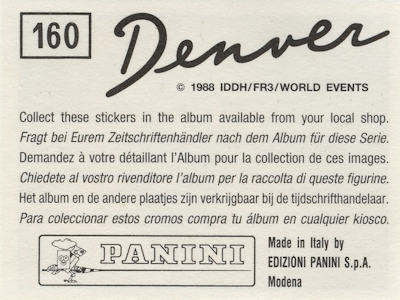 160 Denver
© 1988 IDDH/FR3/WORLD EVENTS
Collect these stickers in the album available from your local shop.
Fragt bei Eurem Zeitschriftenhändler nach dem Album für diese Serie.
Demandez à votre détaillant l'Album pour la collection de ces images.
Chiedete al vostro rivenditore l'album per la raccolta di queste figurine.
Het album en de andere plaatjes zijn verkrijgbaar bij de tijdschrifthandelaar.
Para coleccionar estos cromos compra tu álbum en cualquier kiosco.
PANINI
Made in Italy by
EDIZIONI PANINI S.p.A.
Modena